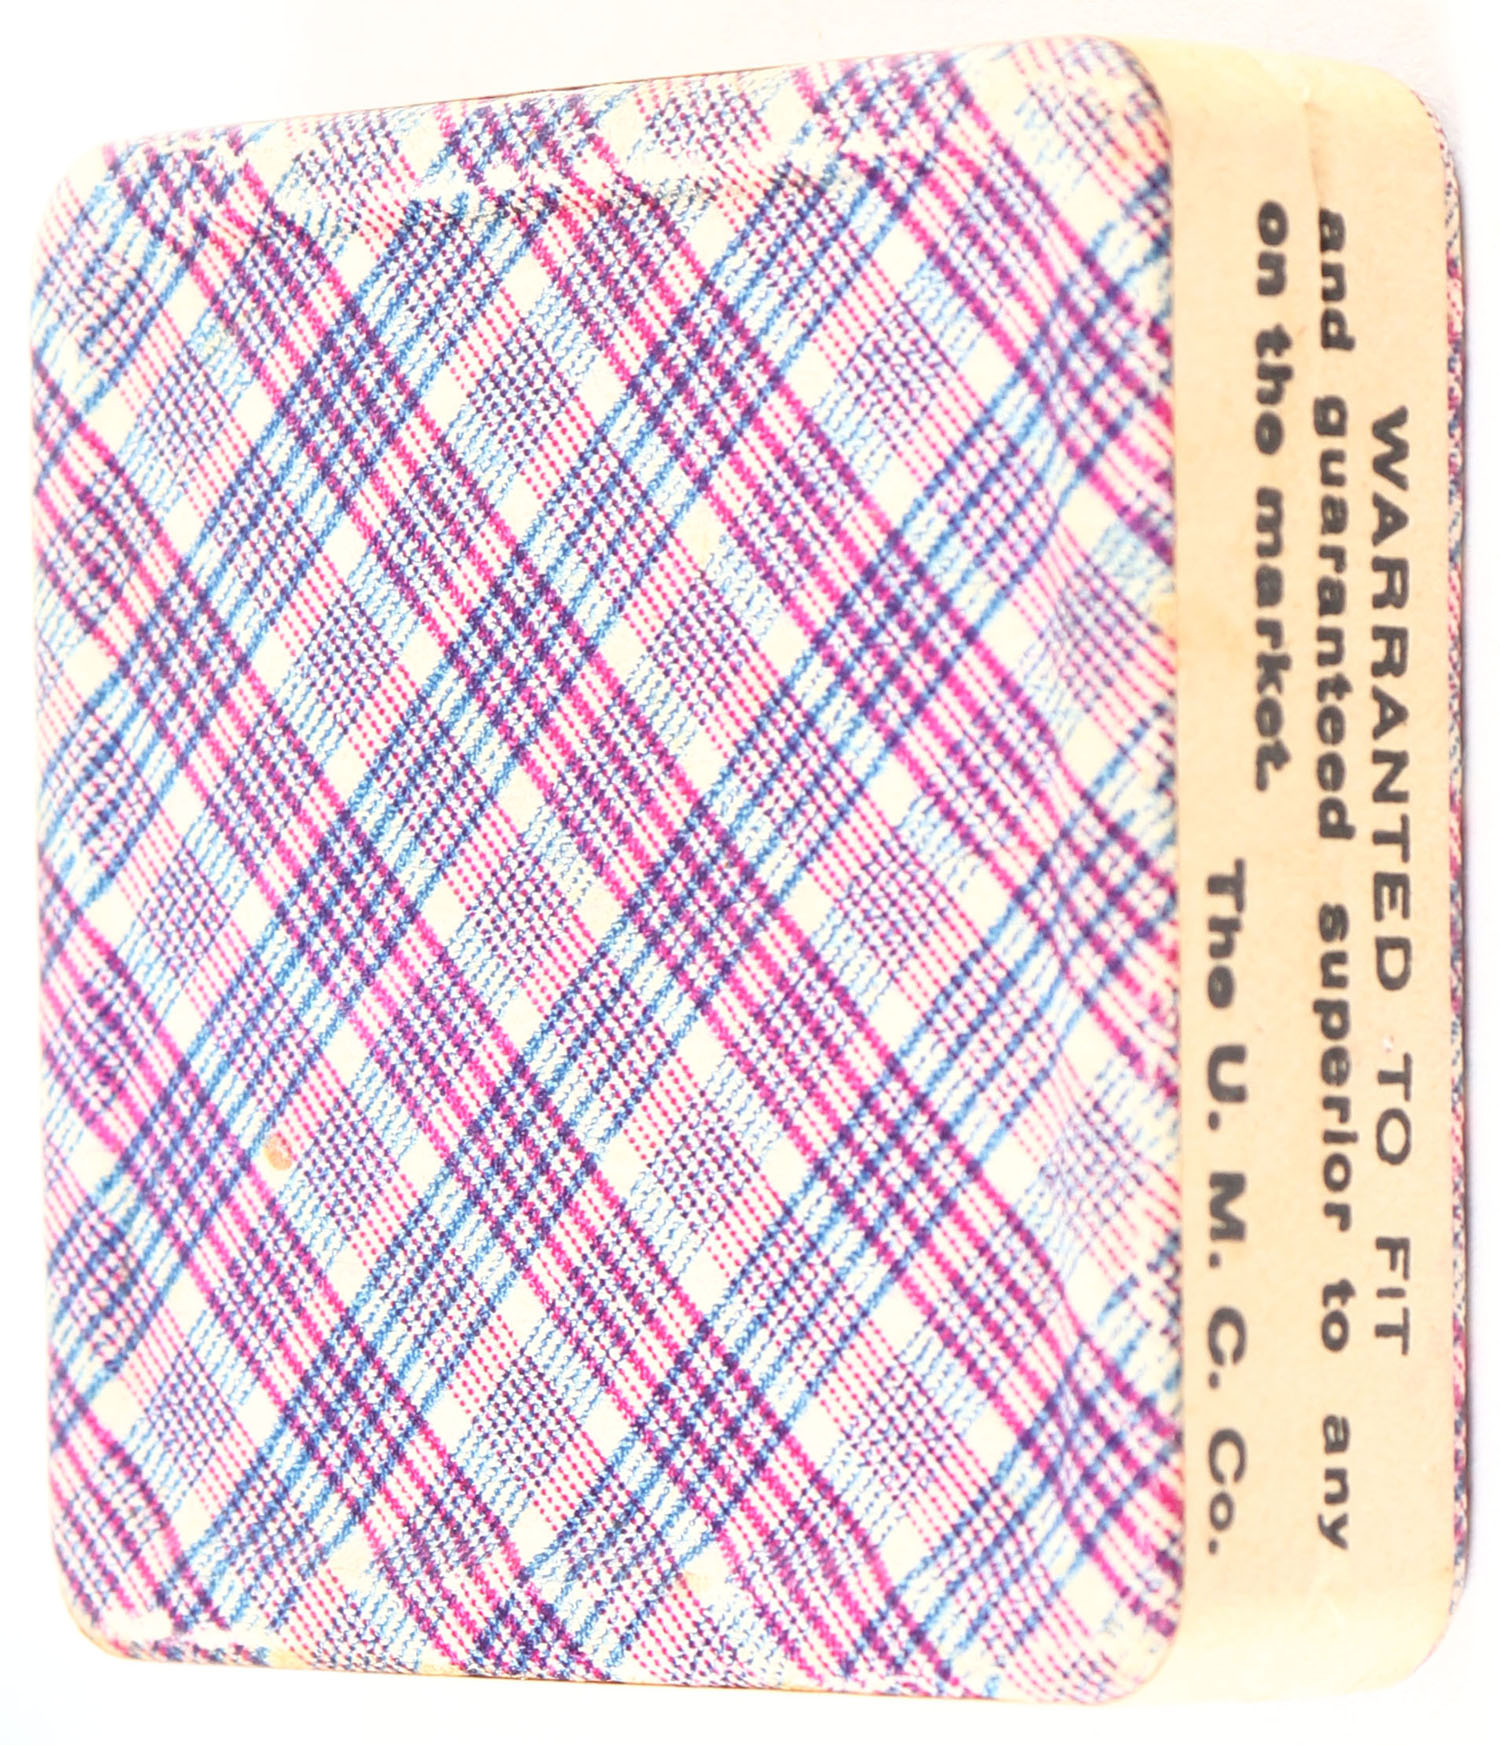 WARRANTED TO FIT
and guaranteed superior to any
on the market.
The U. M. C. Co.